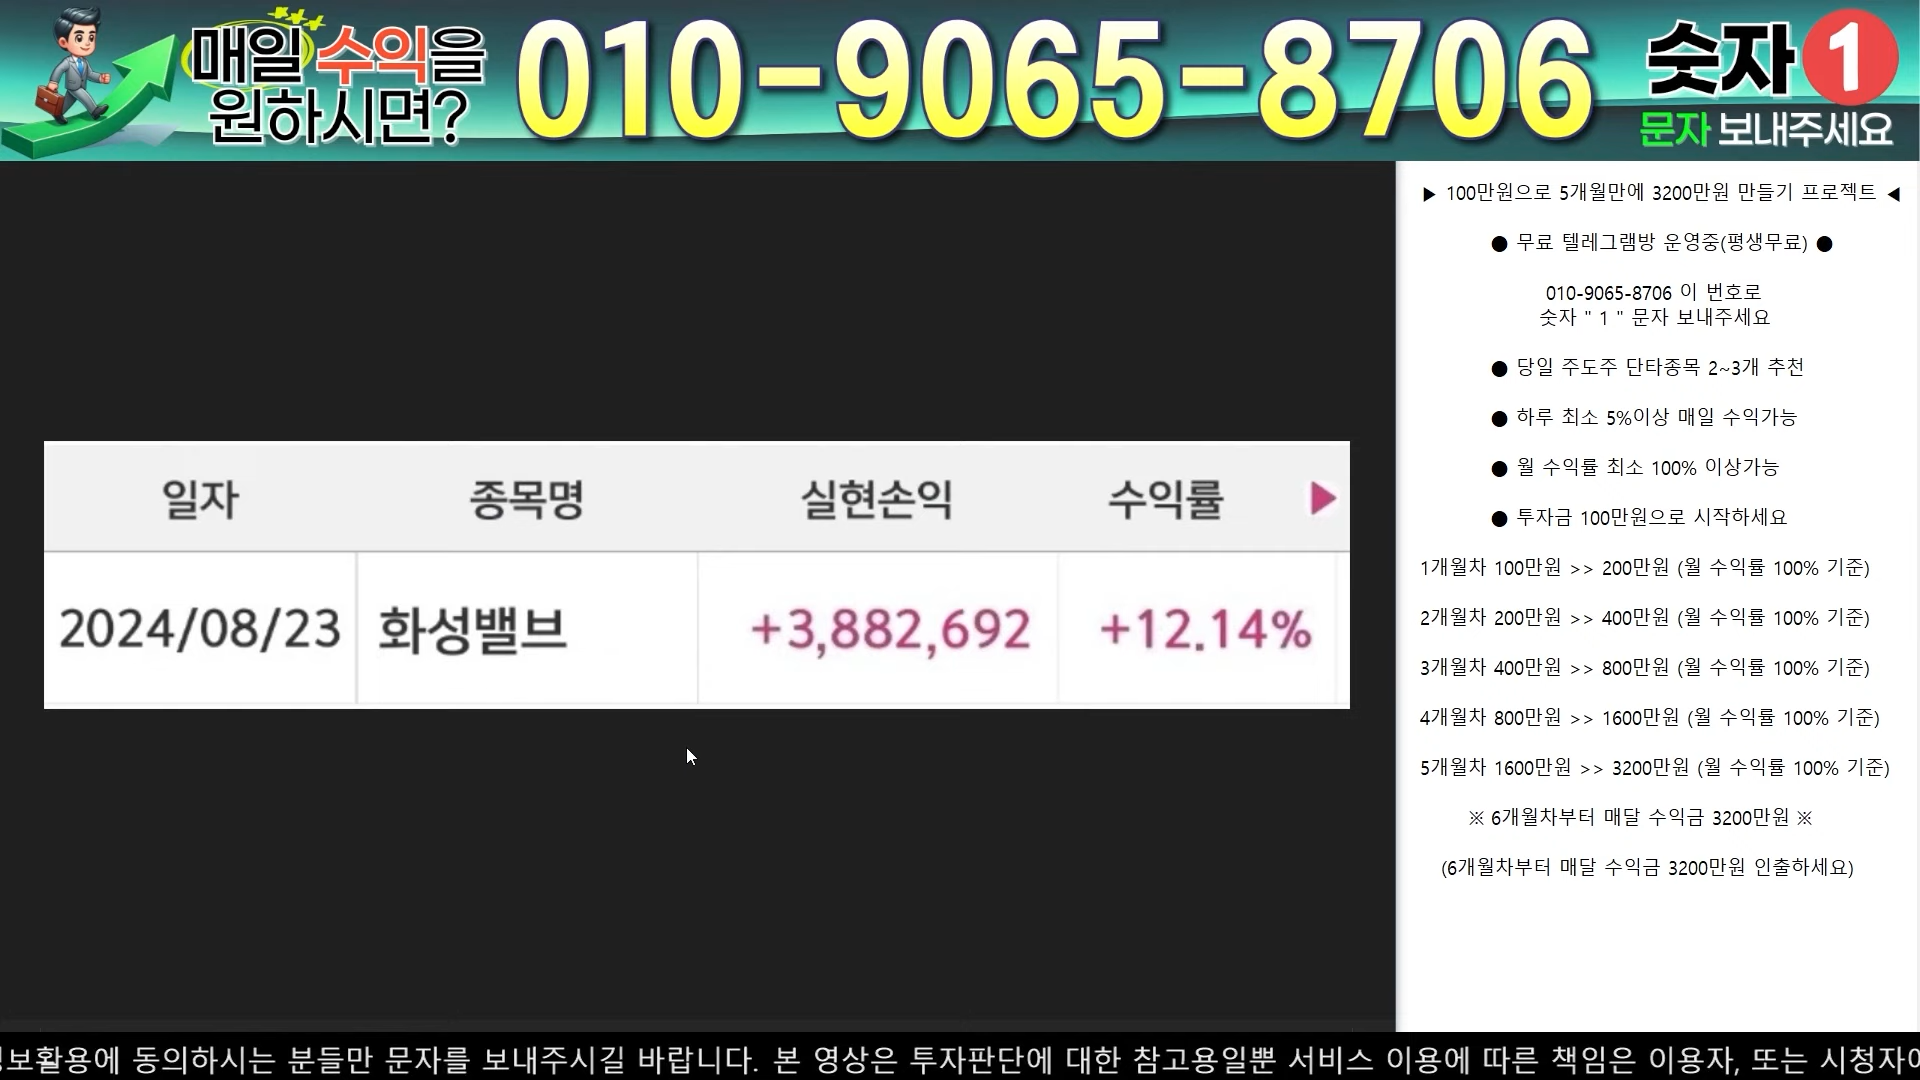 매일 수익을
원하시면?
010-9065-8706
숫자 1
문자 보내주세요
▶ 100만원으로 5개월만에 3200만원 만들기 프로젝트 ◀
● 무료 텔레그램방 운영중(평생무료) ●
010-9065-8706 이 번호로
숫자 " 1 " 문자 보내주세요
● 당일 주도주 단타종목 2~3개 추천
● 하루 최소 5%이상 매일 수익가능
● 월 수익률 최소 100% 이상가능
● 투자금 100만원으로 시작하세요
1개월차 100만원 >> 200만원 (월 수익률 100% 기준)
2개월차 200만원 >> 400만원 (월 수익률 100% 기준)
3개월차 400만원 >> 800만원 (월 수익률 100% 기준)
4개월차 800만원 >> 1600만원 (월 수익률 100% 기준)
5개월차 1600만원 >> 3200만원 (월 수익률 100% 기준)
※ 6개월차부터 매달 수익금 3200만원 ※
(6개월차부터 매달 수익금 3200만원 인출하세요)
일자 종목명 실현손익 수익률 ▶
2024/08/23 화성밸브 +3,882,692 +12.14%
보활용에 동의하시는 분들만 문자를 보내주시길 바랍니다. 본 영상은 투자판단에 대한 참고용일뿐 서비스 이용에 따른 책임은 이용자, 또는 시청자에